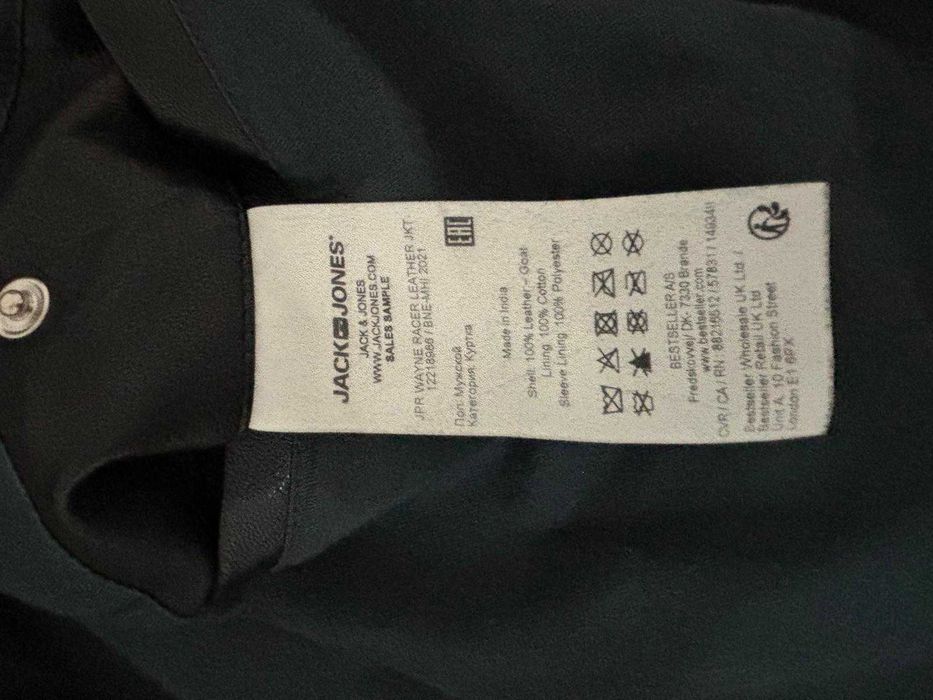 JACK JONES®
JACK & JONES
WWW.JACKJONES.COM
SALES SAMPLE
JPR WAYNE RACER LEATHER JKT
12218986 / BNE-MHI 2021
Пол: Мужской
Категория: Куртка
EAC
Made in India
Shell: 100% Leather - Goat
Lining 100% Cotton
Sleeve Lining 100% Polyester
BESTSELLER A/S
Fredskovvej DK- 7330 Brande
www.bestseller.com
CVR / CA / RN : 88216512 / 57831 /
Bestseller Wholesale UK Ltd. /
Bestseller Retail UK Ltd
Unit A, 10 Fashion Street
London E1 6PX